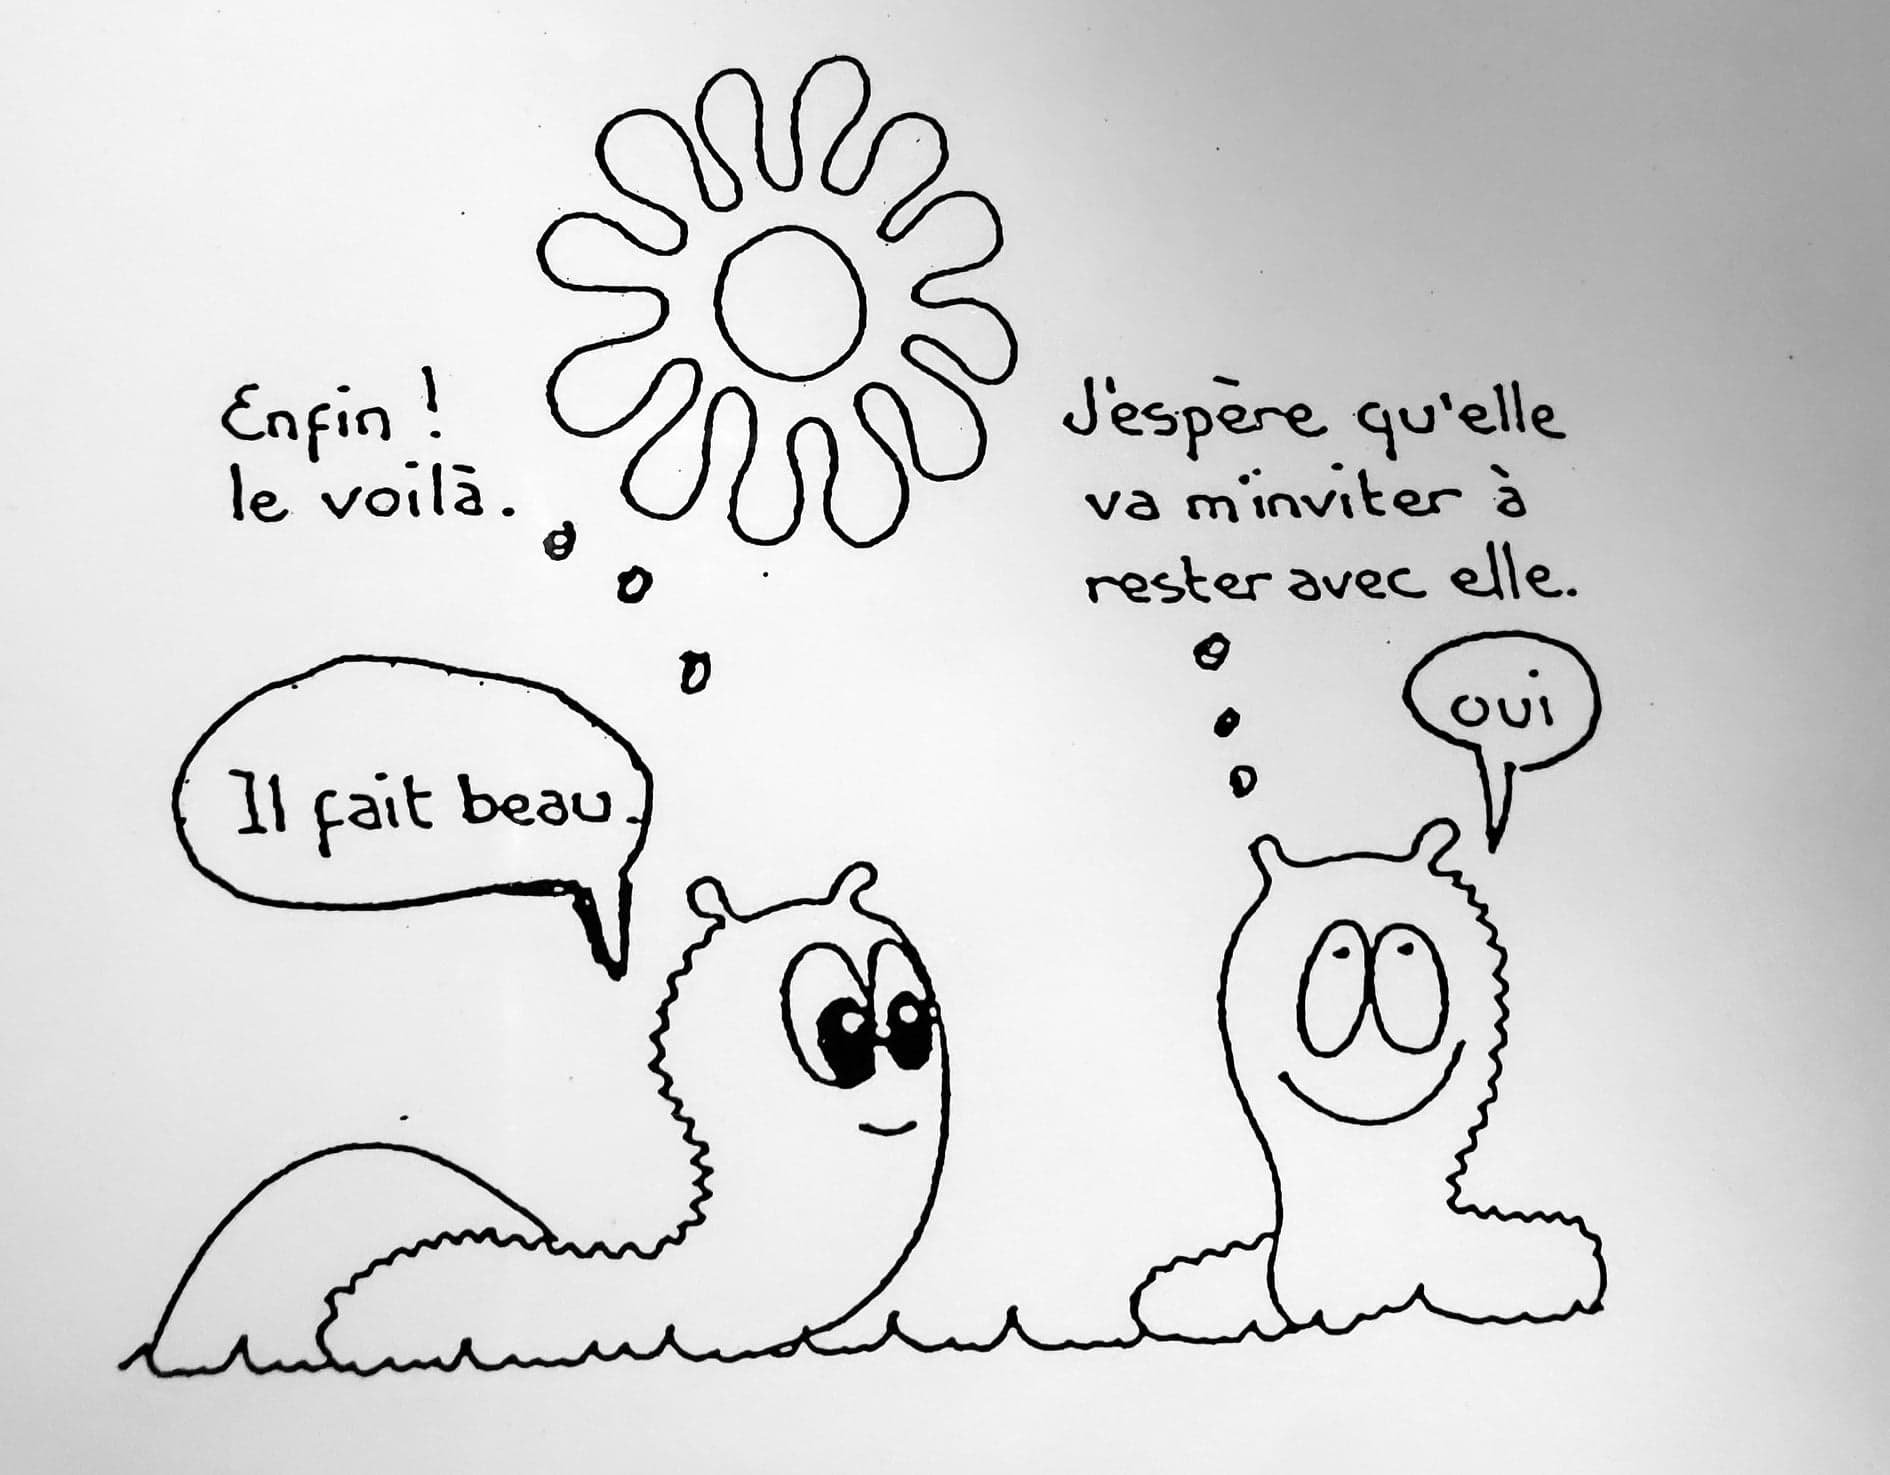 Enfin !
le voilà.
J'espère qu'elle
va m'inviter à
rester avec elle.
Il fait beau.
oui